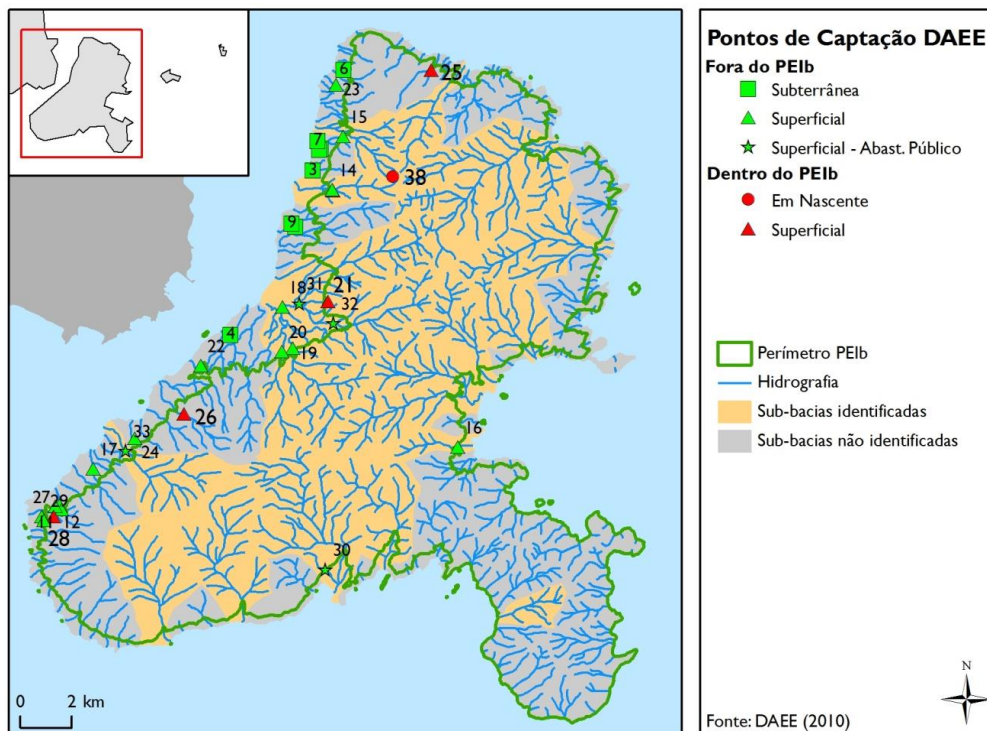 6
25
23
15
7
3
14
38
9
18
31
21
32
4
20
22
19
26
16
33
17
24
27
29
12
28
30
0 2 km
Pontos de Captação DAEE
Fora do PEIb
Subterrânea
Superficial
Superficial - Abast. Público
Dentro do PEIb
Em Nascente
Superficial
Perímetro PEIb
Hidrografia
Sub-bacias identificadas
Sub-bacias não identificadas
N
Fonte: DAEE (2010)